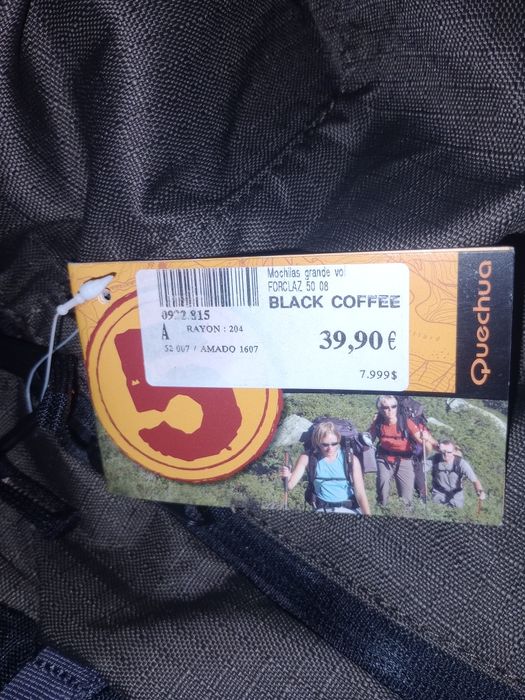 Mochilas grande vol
FORCLAZ 50 08
BLACK COFFEE
0922.815
A RAYON : 204
52 007 / AMADO 1607
39,90 €
7.999$
Quechua